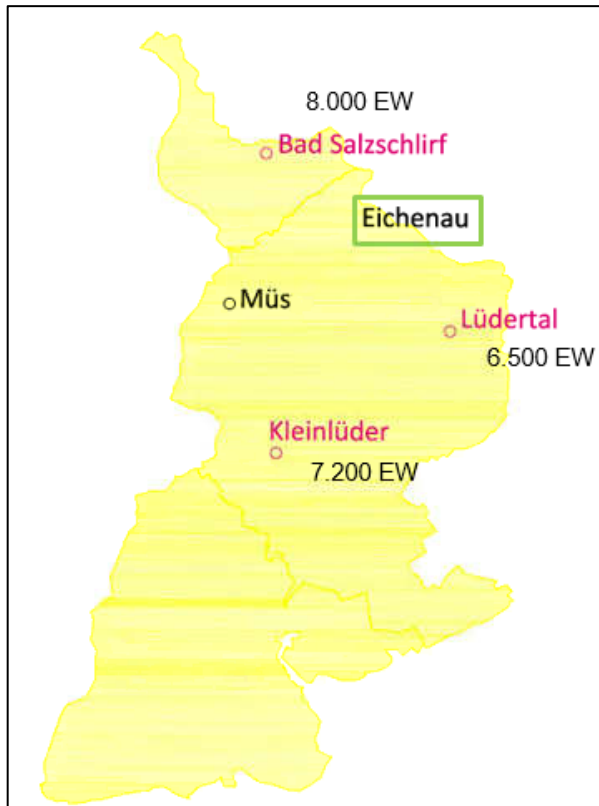 8.000 EW
Bad Salzschlirf
Eichenau
Müs
Lüdertal
6.500 EW
Kleinlüder
7.200 EW